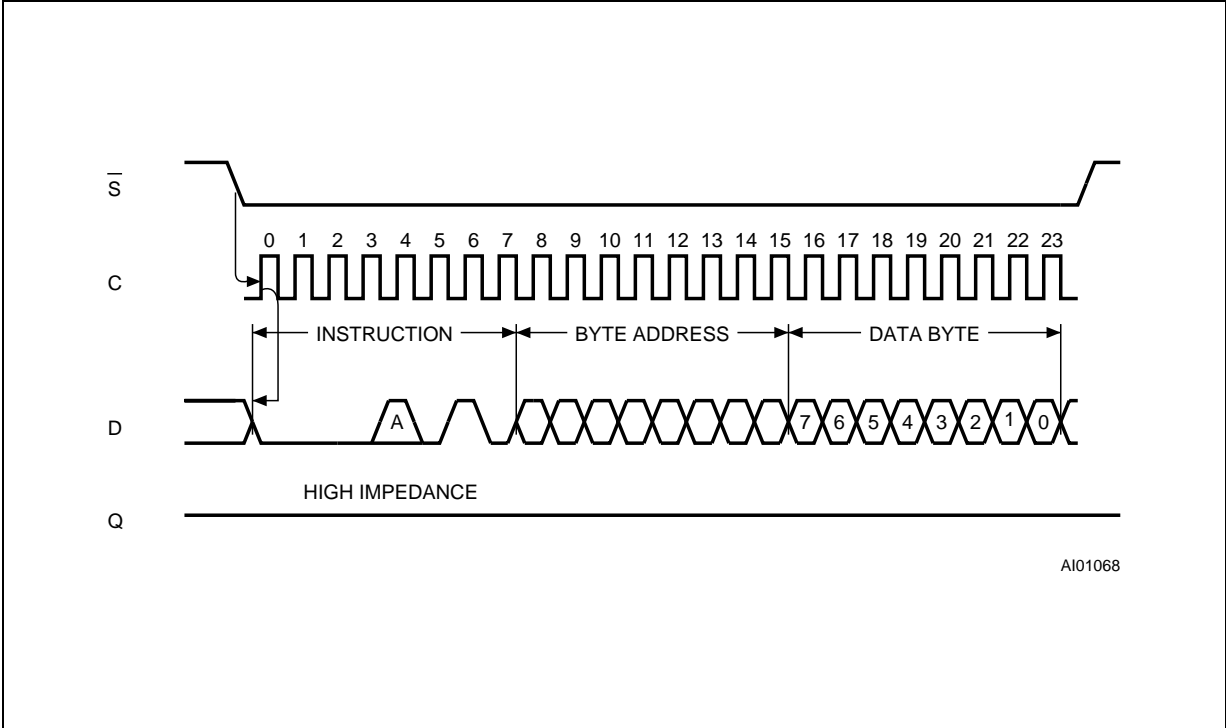 S
0 1 2 3 4 5 6 7 8 9 10 11 12 13 14 15 16 17 18 19 20 21 22 23
C
INSTRUCTION BYTE ADDRESS DATA BYTE
D A 7 6 5 4 3 2 1 0
HIGH IMPEDANCE
Q
AI01068